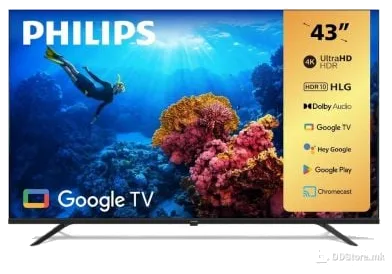 PHILIPS
Google TV
43"
4K UltraHD HDR
HDR10 HLG
Dolby Audio
Google TV
Hey Google
Google Play
Chromecast
DDStore.mk